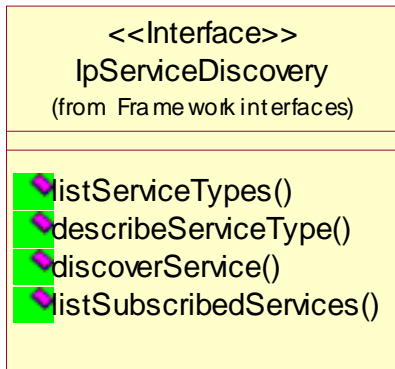 <<Interface>>
IpServiceDiscovery
(from Framework interfaces)
listServiceTypes()
describeServiceType()
discoverService()
listSubscribedServices()